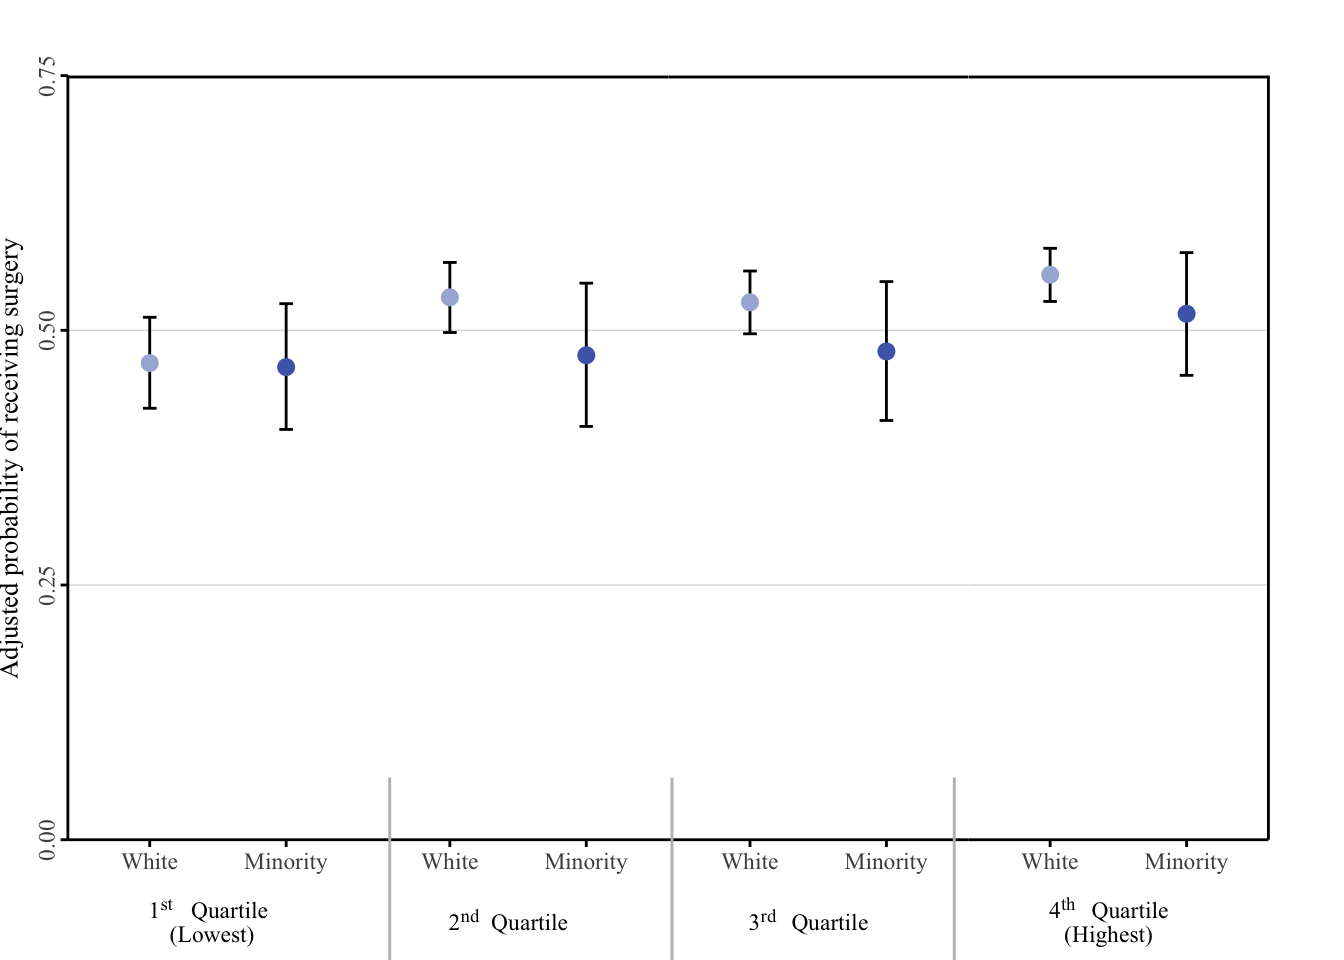 Adjusted probability of receiving surgery
0.75
0.50
0.25
0.00
White Minority White Minority White Minority White Minority
1st Quartile
(Lowest)
2nd Quartile
3rd Quartile
4th Quartile
(Highest)